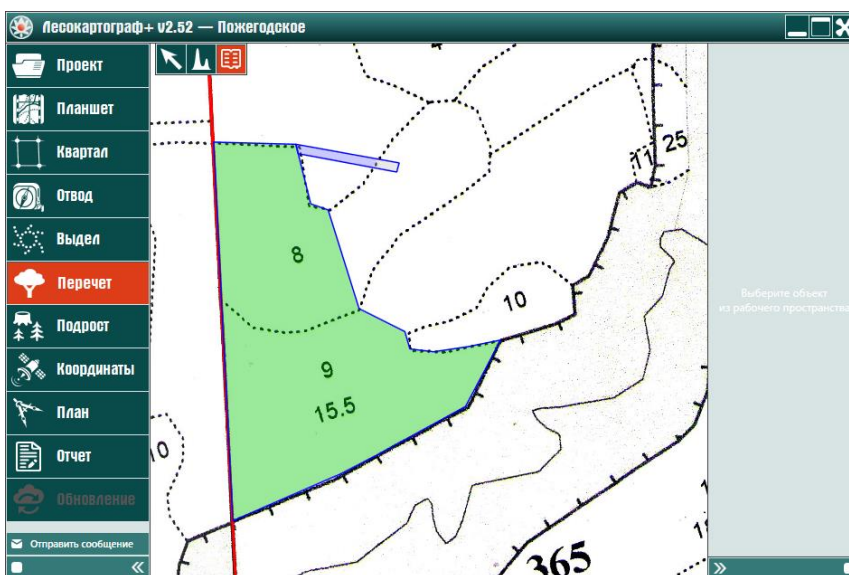 Лесокартограф+ v2.52 — Пожегодское
Проект
Планшет
Квартал
Отвод
Выдел
Перечет
Подрост
Координаты
План
Отчет
Обновление
Отправить сообщение
4
25
11
8
10
9
15.5
10
365
Выберите объект
из рабочего пространства